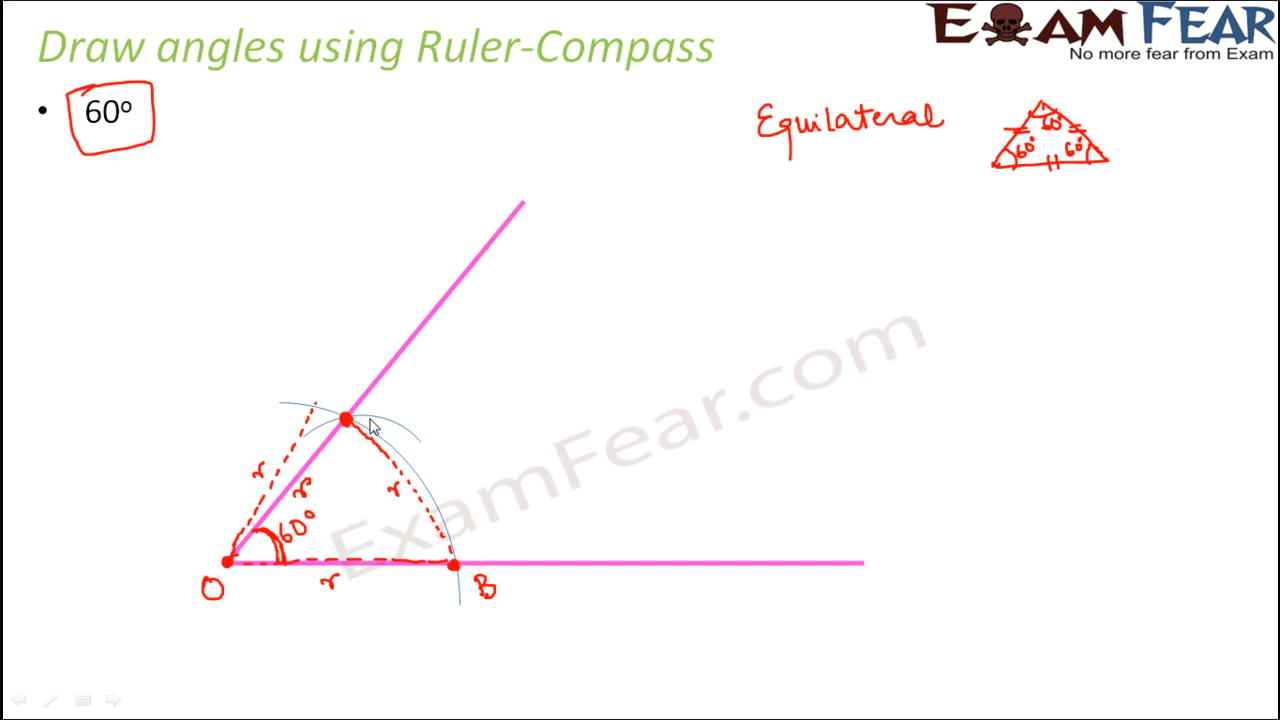 Draw angles using Ruler-Compass
EXAM FEAR
No more fear from Exam
• 60º
Equilateral
60°
60° 60°
ExamFear.com
r
r
r
60°
r
O
B